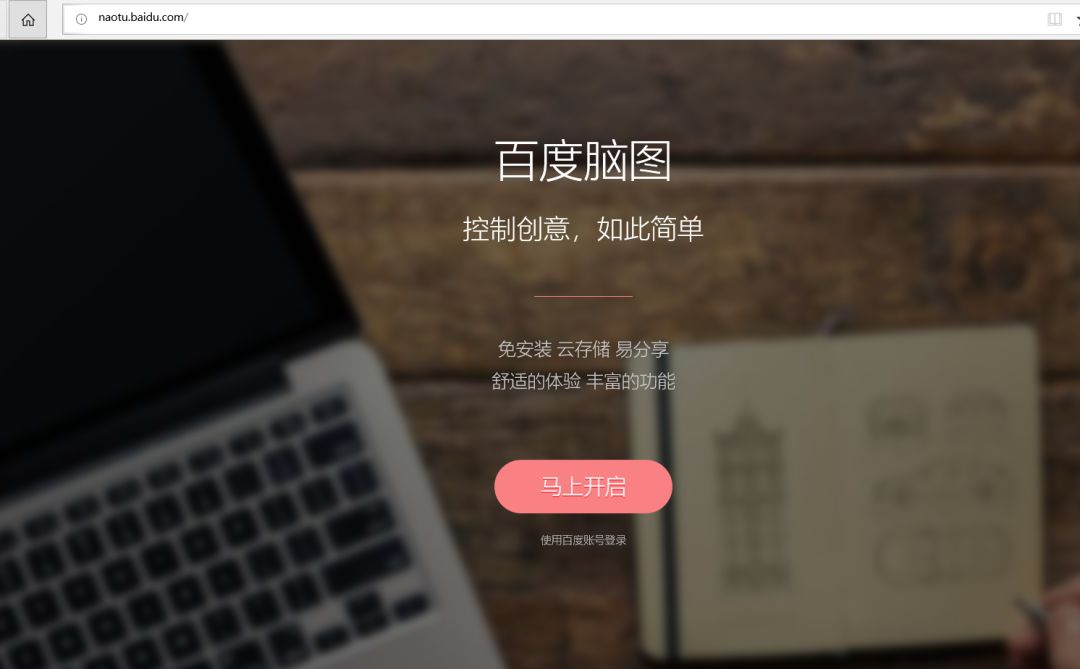 naotu.baidu.com/
百度脑图
控制创意，如此简单
免安装 云存储 易分享
舒适的体验 丰富的功能
马上开启
使用百度账号登录